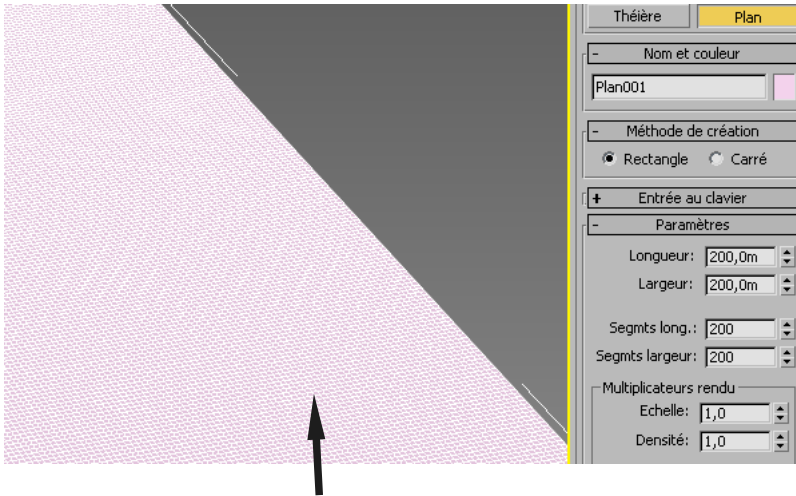 Théière Plan
- Nom et couleur
Plan001
- Méthode de création
Rectangle Carré
+ Entrée au clavier
- Paramètres
Longueur: 200,0m
Largeur: 200,0m
Segmts long.: 200
Segmts largeur: 200
Multiplicateurs rendu
Echelle: 1,0
Densité: 1,0